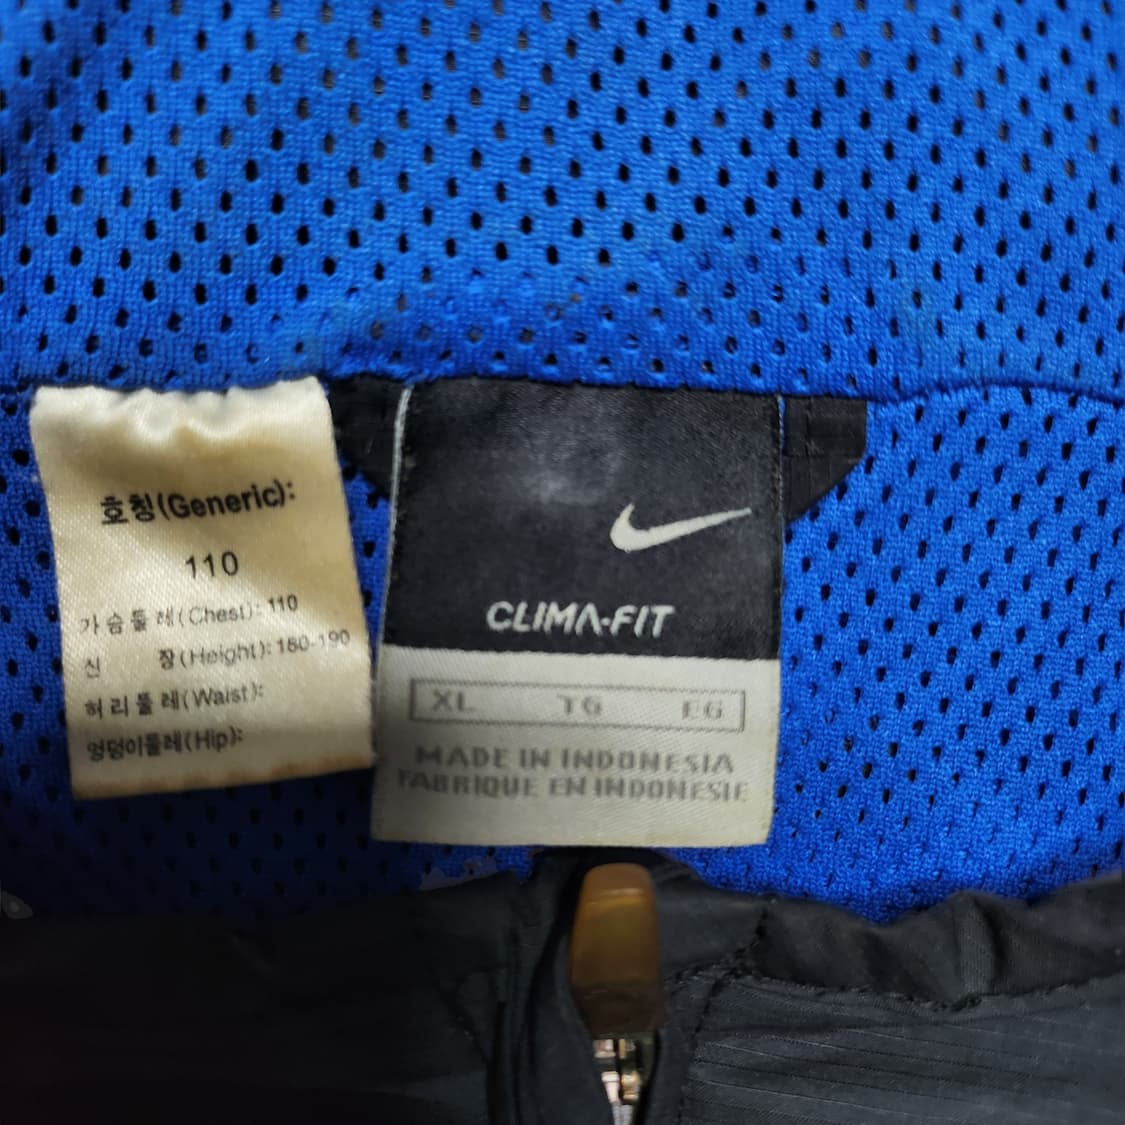 호칭(Generic):
110
가슴둘레(Chest): 110
신 장(Height): 180-190
허리둘레(Waist):
엉덩이둘레(Hip):
CLIMA-FIT
XL TG EG
MADE IN INDONESIA
FABRIQUE EN INDONESIE